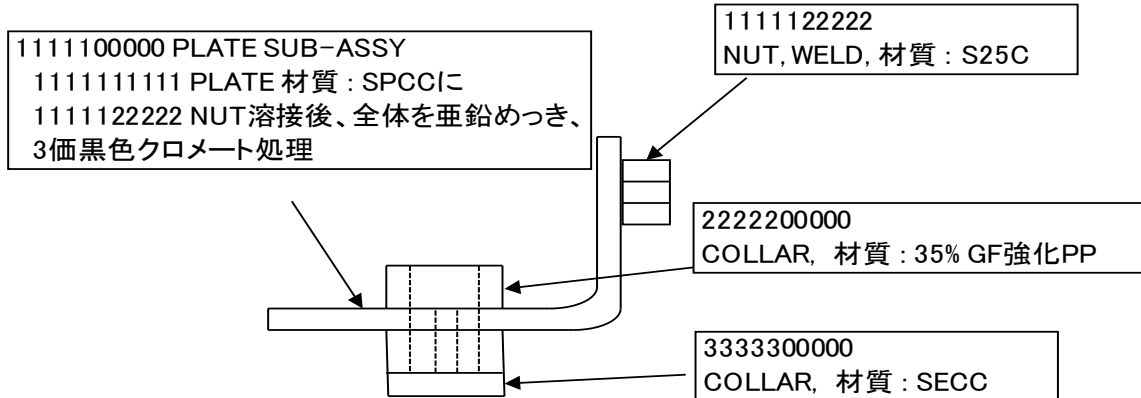 1111100000 PLATE SUB-ASSY
1111111111 PLATE 材質：SPCCに
1111122222 NUT溶接後、全体を亜鉛めっき、
3価黒色クロメート処理
1111122222
NUT, WELD, 材質：S25C
2222200000
COLLAR, 材質：35% GF強化PP
3333300000
COLLAR, 材質：SECC